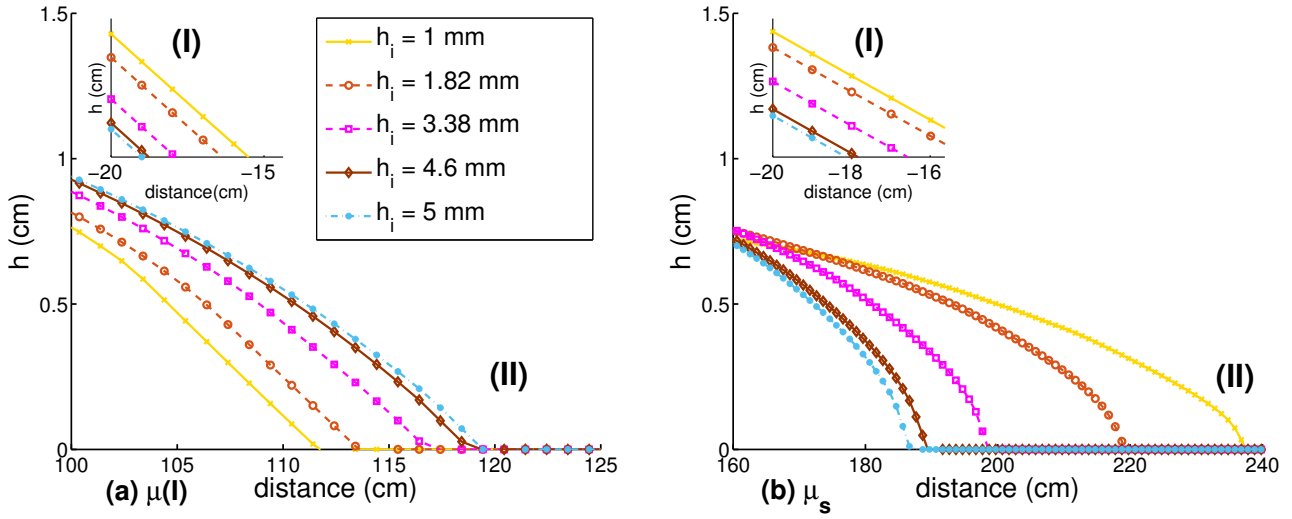 1.5
1
0.5
0
h (cm)
100
105
110
115
120
125
(a) μ(I)
distance (cm)
(I)
h (cm)
−20
−15
distance(cm)
(II)
h_i = 1 mm
h_i = 1.82 mm
h_i = 3.38 mm
h_i = 4.6 mm
h_i = 5 mm
1.5
1
0.5
0
h (cm)
160
180
200
220
240
(b) μ_s
distance (cm)
(I)
h (cm)
−20
−18
−16
distance (cm)
(II)